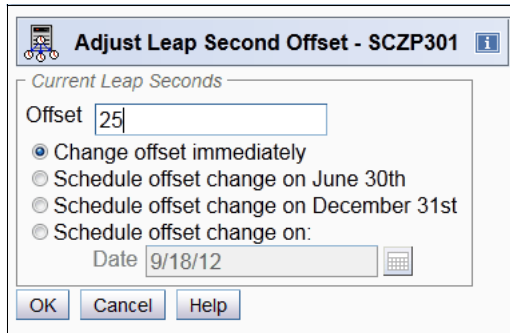 Adjust Leap Second Offset - SCZP301 i
Current Leap Seconds
Offset 25
Change offset immediately
Schedule offset change on June 30th
Schedule offset change on December 31st
Schedule offset change on:
Date 9/18/12
OK Cancel Help